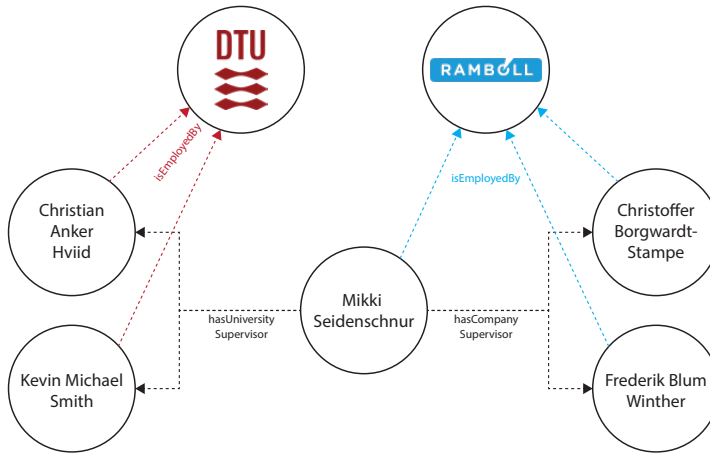 DTU
RAMBOLL
isEmployedBy
isEmployedBy
Christian
Anker
Hviid
Christoffer
Borgwardt-
Stampe
Mikki
Seidenschnur
hasUniversity
Supervisor
hasCompany
Supervisor
Kevin Michael
Smith
Frederik Blum
Winther